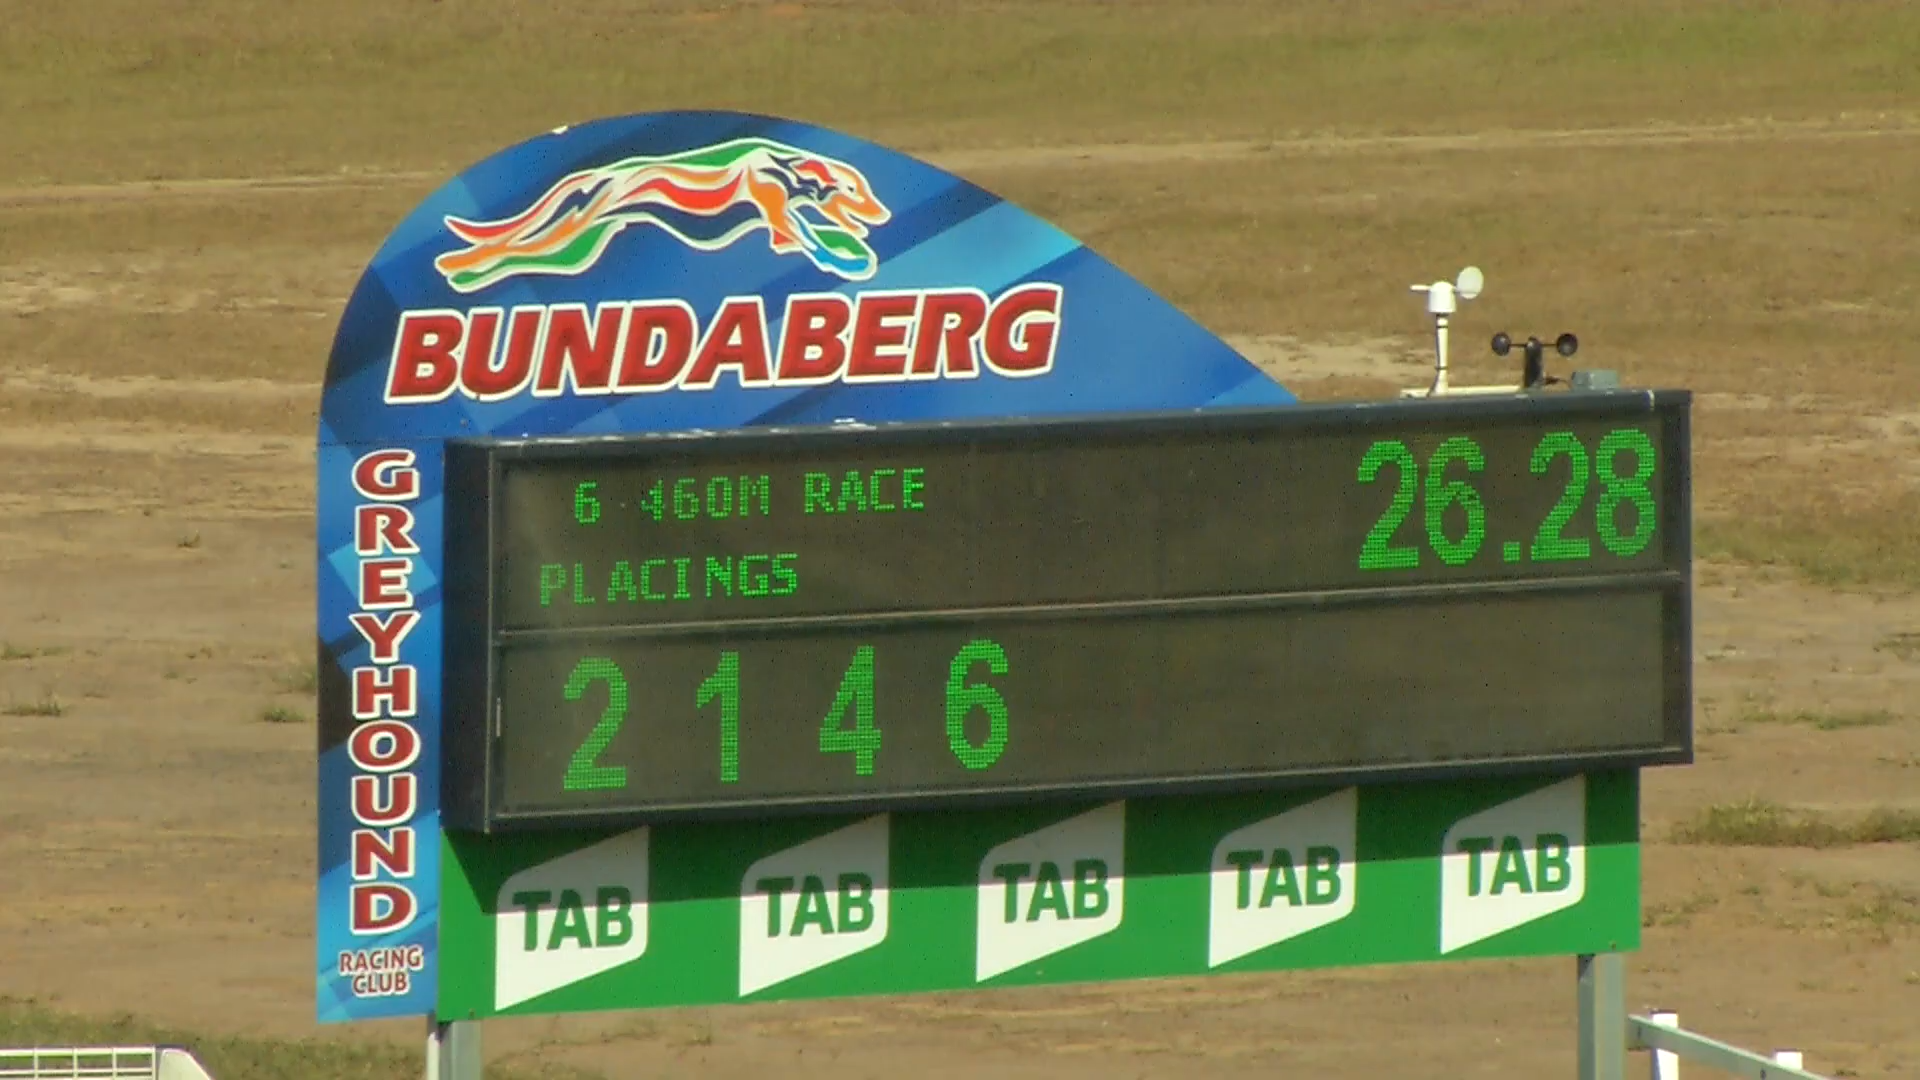 BUNDABERG
GREYHOUND
RACING
CLUB
6 460M RACE
26.28
PLACINGS
2 1 4 6
TAB TAB TAB TAB TAB